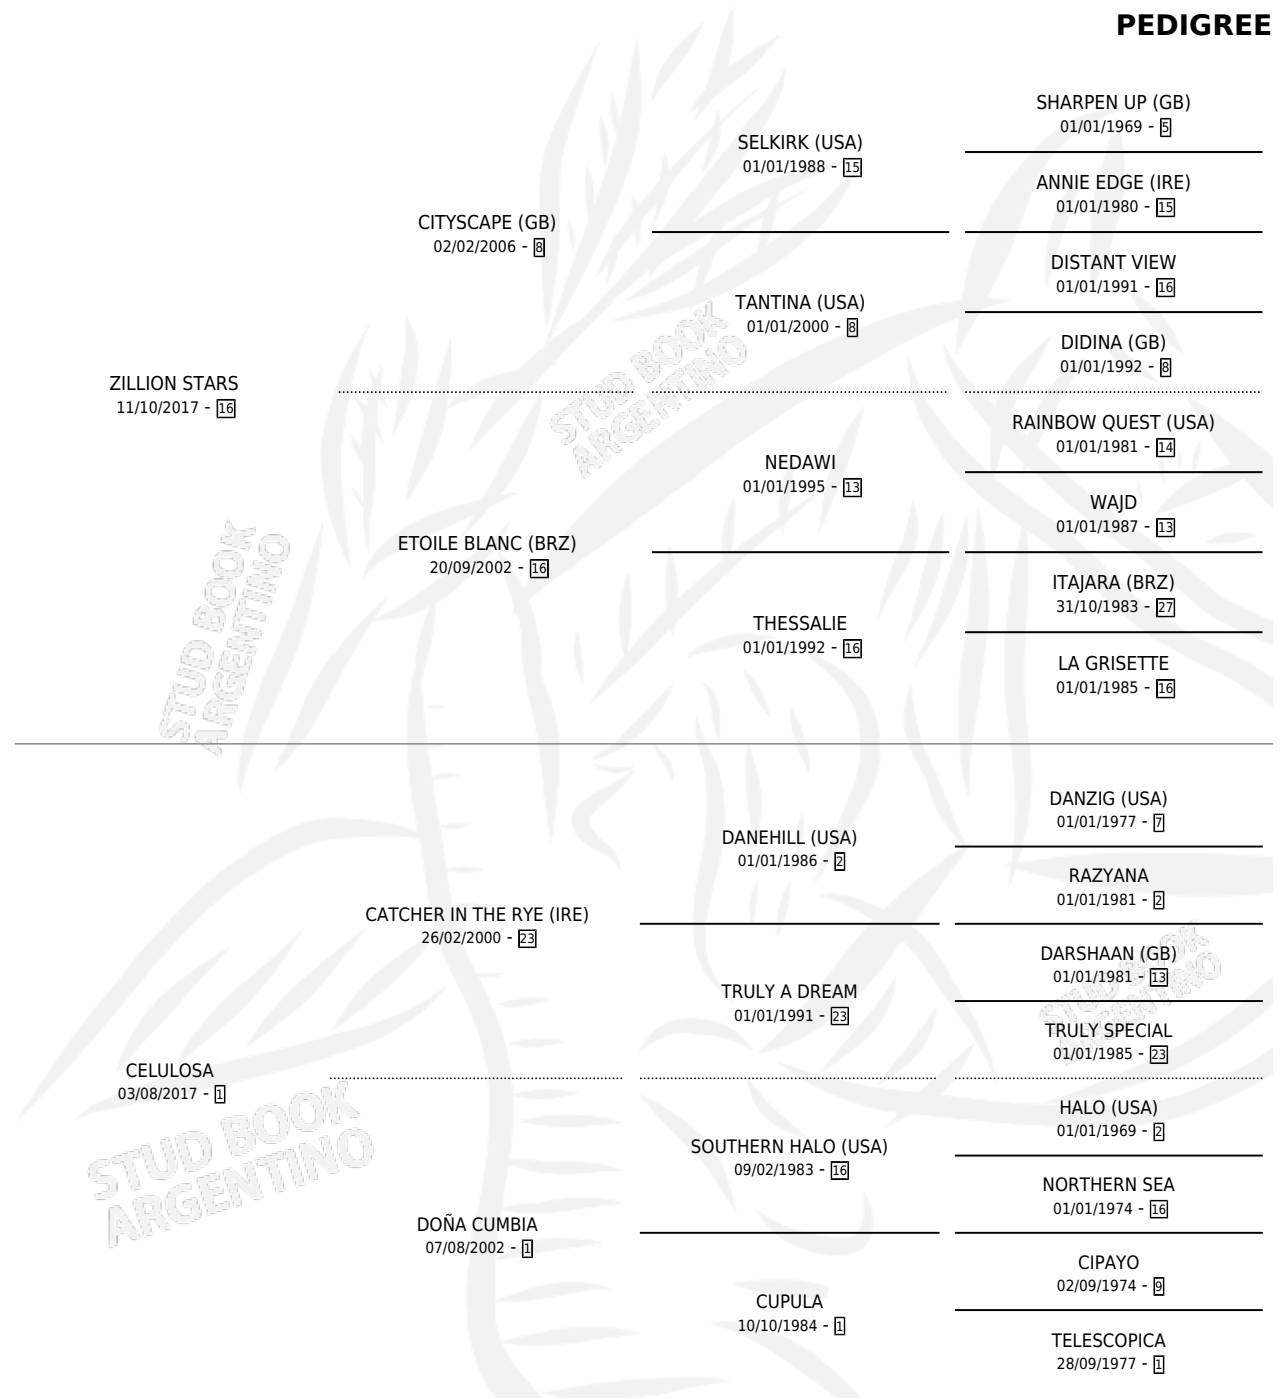 PEDIGREE
SHARPEN UP (GB)
01/01/1969 - 5
SELKIRK (USA)
01/01/1988 - 15
ANNIE EDGE (IRE)
01/01/1980 - 15
CITYSCAPE (GB)
02/02/2006 - 8
DISTANT VIEW
01/01/1991 - 16
TANTINA (USA)
01/01/2000 - 8
DIDINA (GB)
01/01/1992 - 8
ZILLION STARS
11/10/2017 - 16
RAINBOW QUEST (USA)
01/01/1981 - 14
NEDAWI
01/01/1995 - 13
WAJD
01/01/1987 - 13
ETOILE BLANC (BRZ)
20/09/2002 - 16
ITAJARA (BRZ)
31/10/1983 - 27
THESSALIE
01/01/1992 - 16
LA GRISETTE
01/01/1985 - 16
DANZIG (USA)
01/01/1977 - 7
DANEHILL (USA)
01/01/1986 - 2
RAZYANA
01/01/1981 - 2
CATCHER IN THE RYE (IRE)
26/02/2000 - 23
DARSHAAN (GB)
01/01/1981 - 13
TRULY A DREAM
01/01/1991 - 23
TRULY SPECIAL
01/01/1985 - 23
CELULOSA
03/08/2017 - 1
HALO (USA)
01/01/1969 - 2
SOUTHERN HALO (USA)
09/02/1983 - 16
NORTHERN SEA
01/01/1974 - 16
DOÑA CUMBIA
07/08/2002 - 1
CIPAYO
02/09/1974 - 9
CUPULA
10/10/1984 - 1
TELESCOPICA
28/09/1977 - 1
STUD BOOK
ARGENTINO
STUD BOOK
ARGENTINO
STUD BOOK
ARGENTINO
STUD BOOK
ARGENTINO